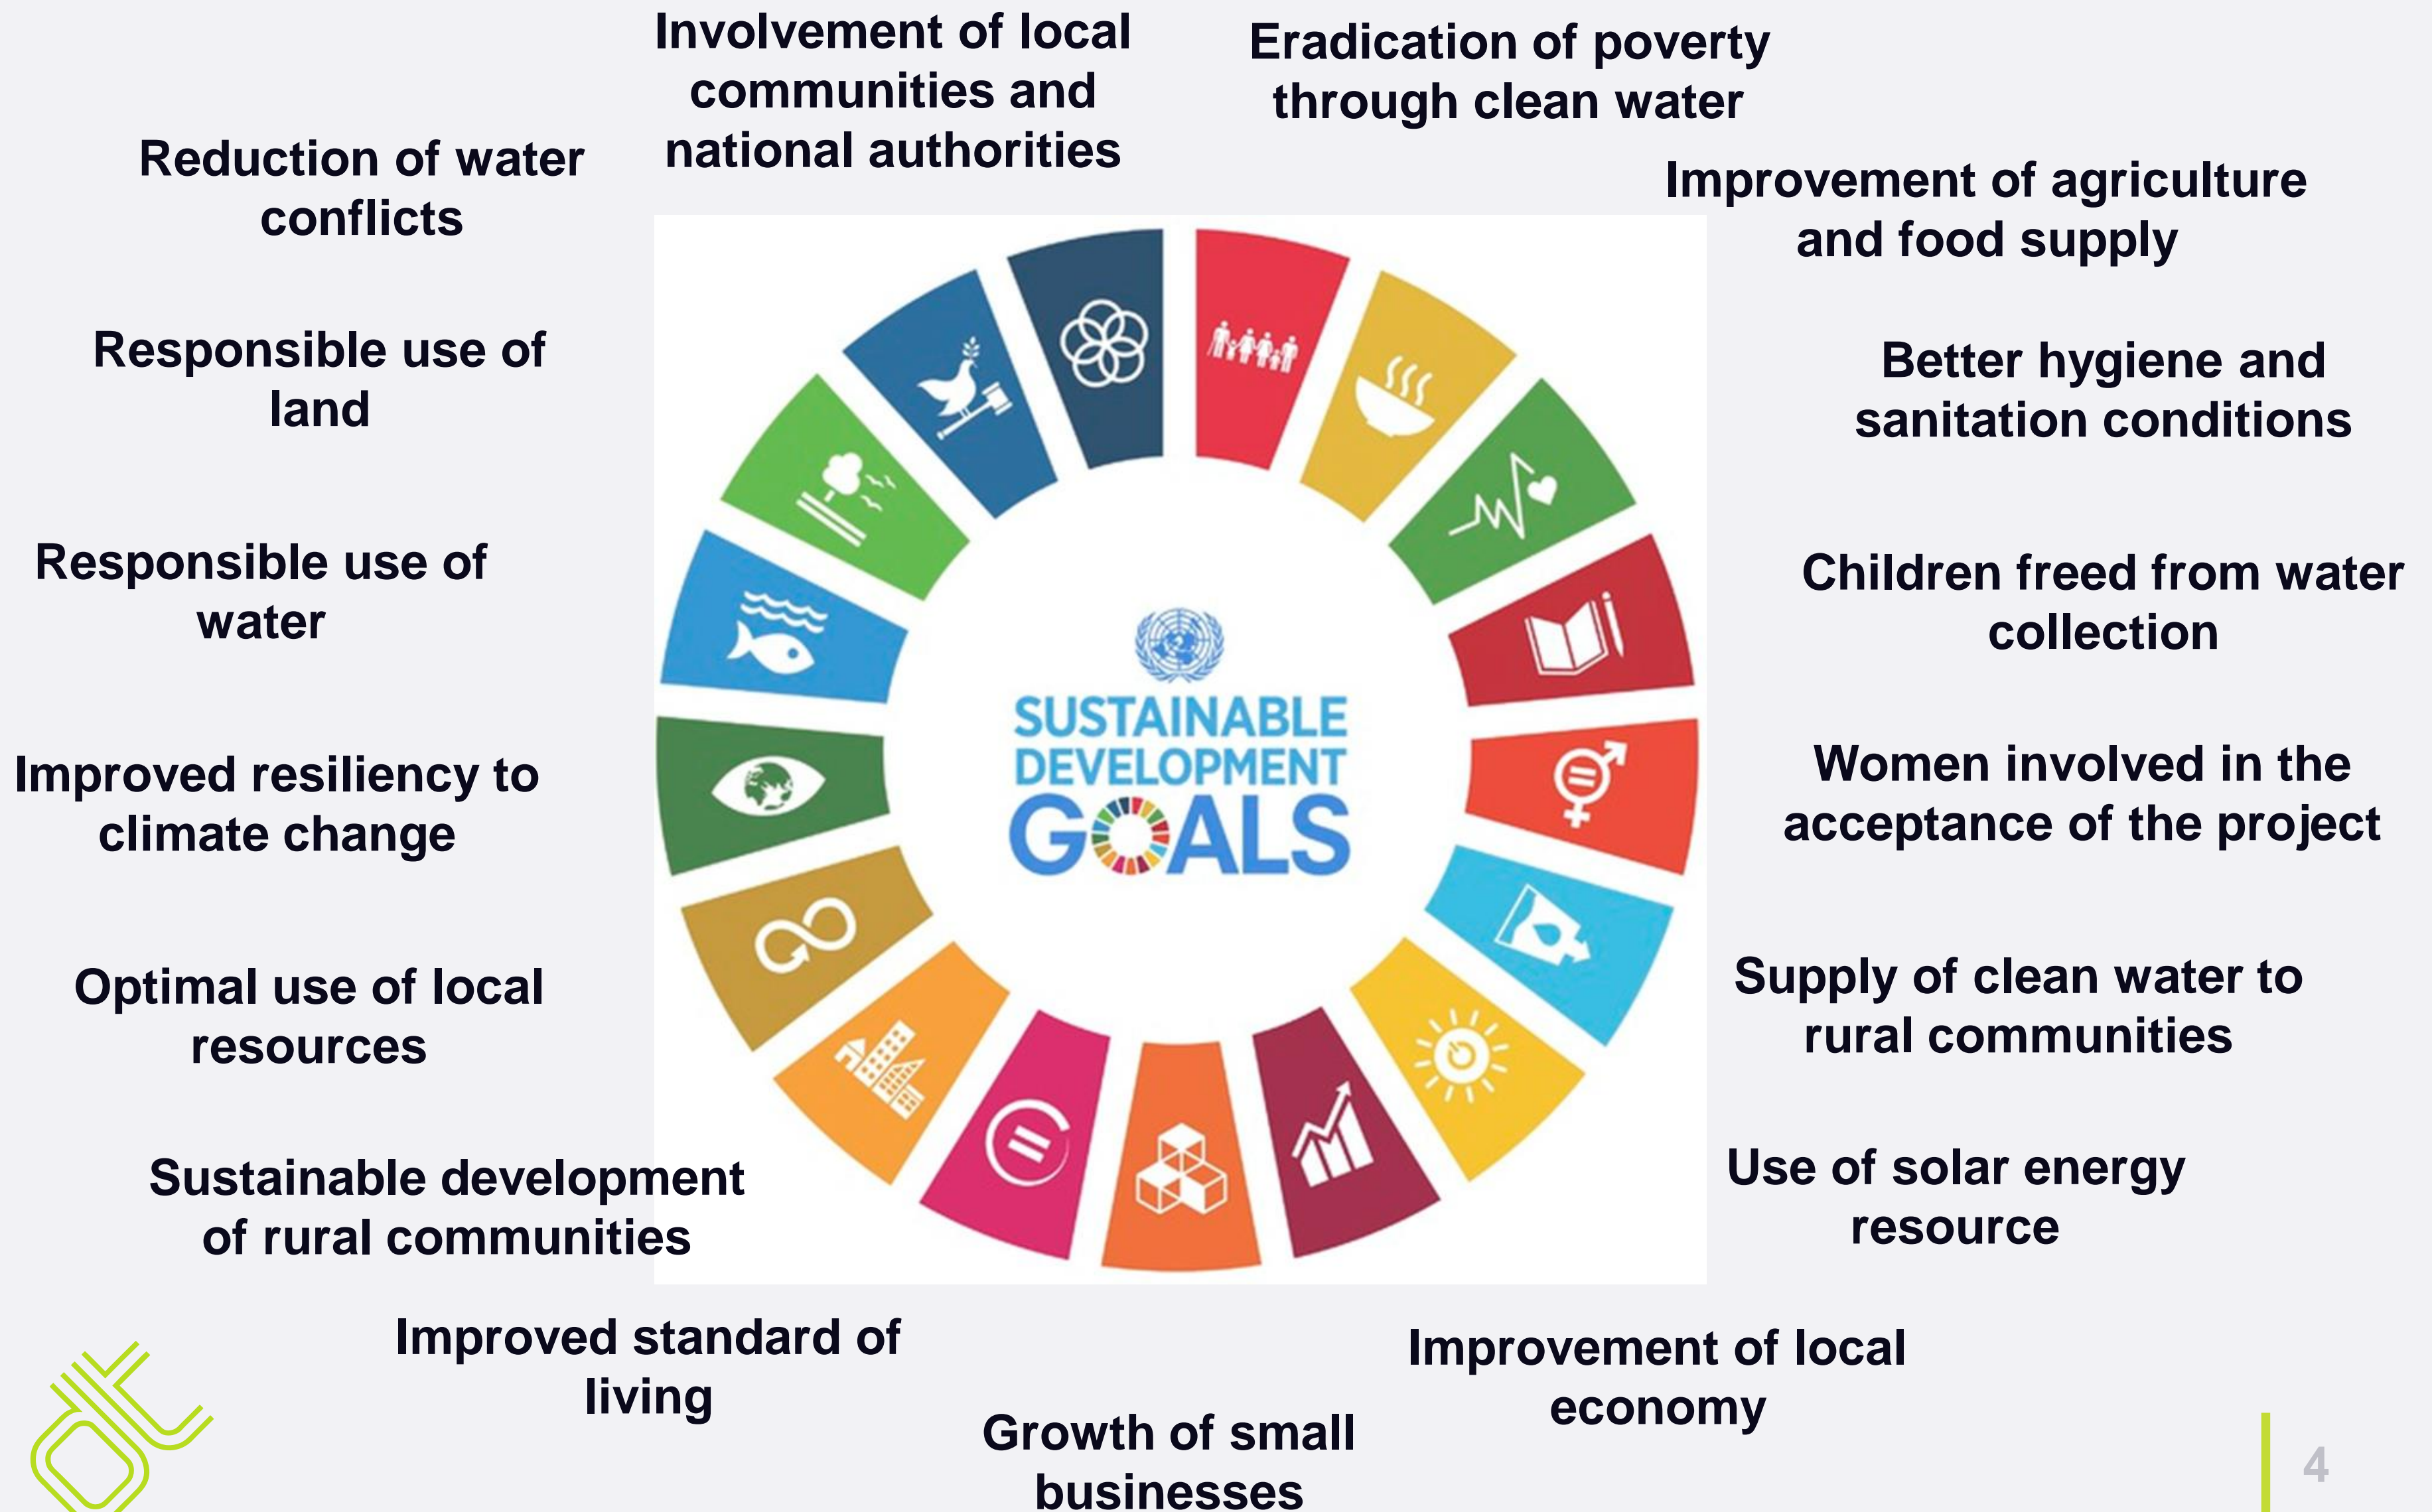 Involvement of local
communities and
national authorities
Eradication of poverty
through clean water
Reduction of water
conflicts
Improvement of agriculture
and food supply
Responsible use of
land
Better hygiene and
sanitation conditions
Responsible use of
water
Children freed from water
collection
SUSTAINABLE
DEVELOPMENT
GOALS
Improved resiliency to
climate change
Women involved in the
acceptance of the project
Optimal use of local
resources
Supply of clean water to
rural communities
Sustainable development
of rural communities
Use of solar energy
resource
Improved standard of
living
Improvement of local
economy
Growth of small
businesses
4